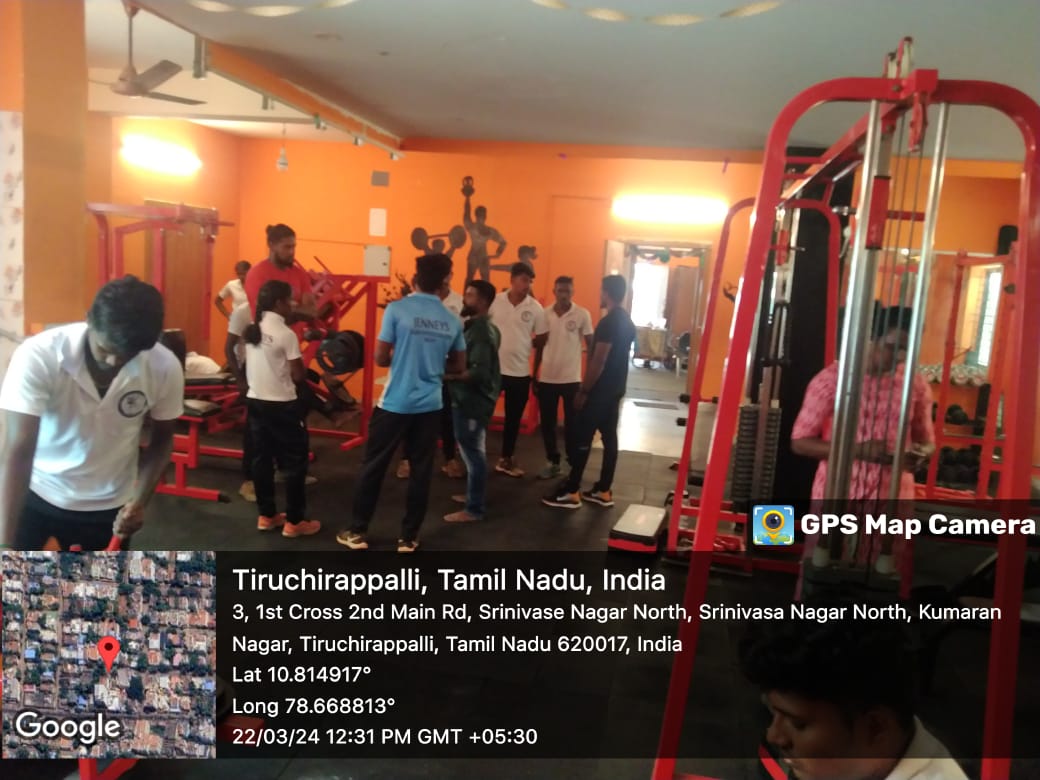 JENNEYS
GPS Map Camera
Tiruchirappalli, Tamil Nadu, India
3, 1st Cross 2nd Main Rd, Srinivase Nagar North, Srinivasa Nagar North, Kumaran
Nagar, Tiruchirappalli, Tamil Nadu 620017, India
Lat 10.814917°
Long 78.668813°
22/03/24 12:31 PM GMT +05:30
Google